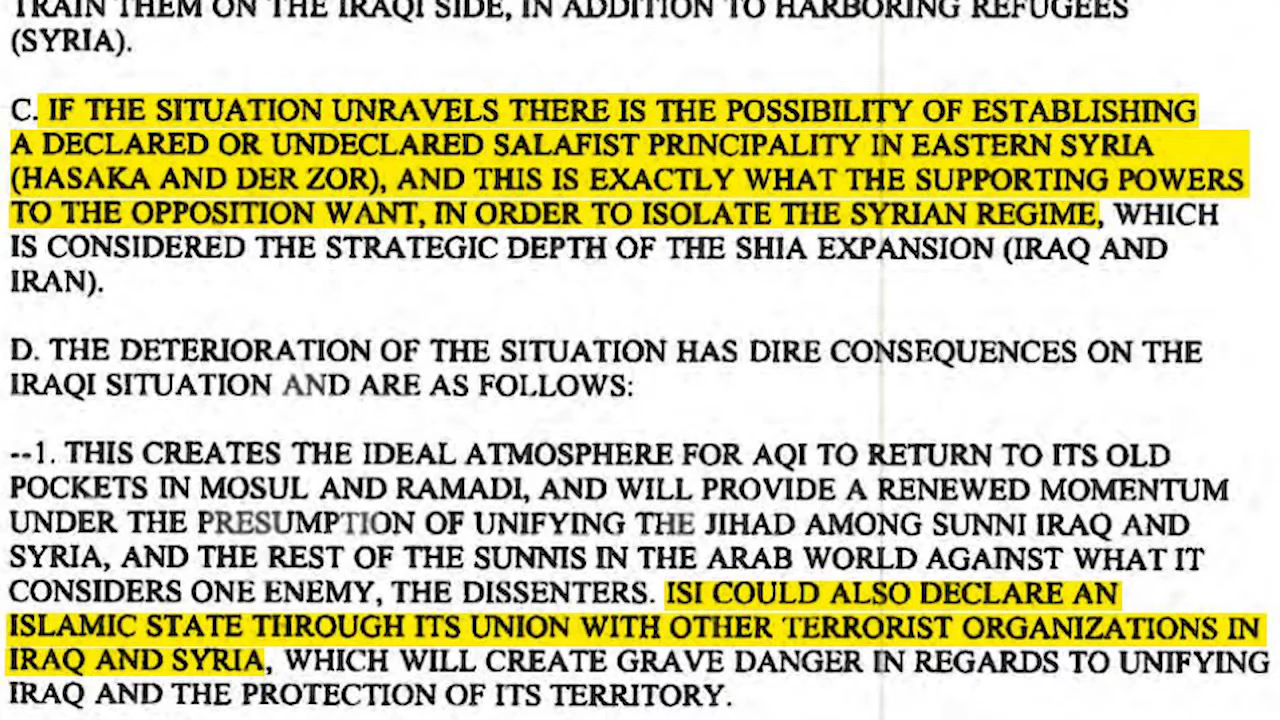 TRAIN THEM ON THE IRAQI SIDE, IN ADDITION TO HARBORING REFUGEES
(SYRIA).
C. IF THE SITUATION UNRAVELS THERE IS THE POSSIBILITY OF ESTABLISHING
A DECLARED OR UNDECLARED SALAFIST PRINCIPALITY IN EASTERN SYRIA
(HASAKA AND DER ZOR), AND THIS IS EXACTLY WHAT THE SUPPORTING POWERS
TO THE OPPOSITION WANT, IN ORDER TO ISOLATE THE SYRIAN REGIME, WHICH
IS CONSIDERED THE STRATEGIC DEPTH OF THE SHIA EXPANSION (IRAQ AND
IRAN).
D. THE DETERIORATION OF THE SITUATION HAS DIRE CONSEQUENCES ON THE
IRAQI SITUATION AND ARE AS FOLLOWS:
--1. THIS CREATES THE IDEAL ATMOSPHERE FOR AQI TO RETURN TO ITS OLD
POCKETS IN MOSUL AND RAMADI, AND WILL PROVIDE A RENEWED MOMENTUM
UNDER THE PRESUMPTION OF UNIFYING THE JIHAD AMONG SUNNI IRAQ AND
SYRIA, AND THE REST OF THE SUNNIS IN THE ARAB WORLD AGAINST WHAT IT
CONSIDERS ONE ENEMY, THE DISSENTERS. ISI COULD ALSO DECLARE AN
ISLAMIC STATE THROUGH ITS UNION WITH OTHER TERRORIST ORGANIZATIONS IN
IRAQ AND SYRIA, WHICH WILL CREATE GRAVE DANGER IN REGARDS TO UNIFYING
IRAQ AND THE PROTECTION OF ITS TERRITORY.